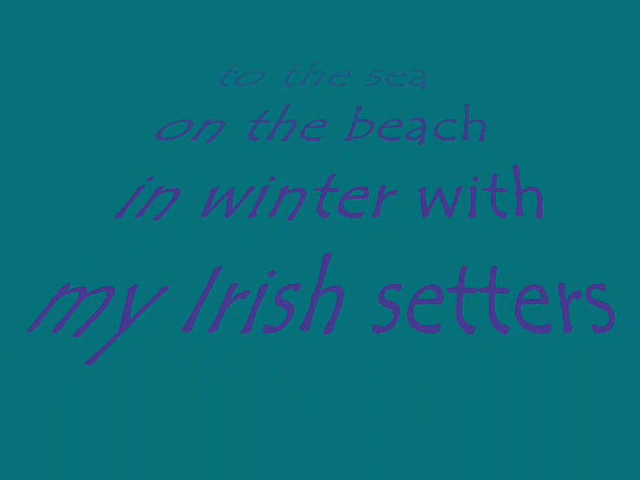 to the sea,
on the beach
in winter with
my Irish setters